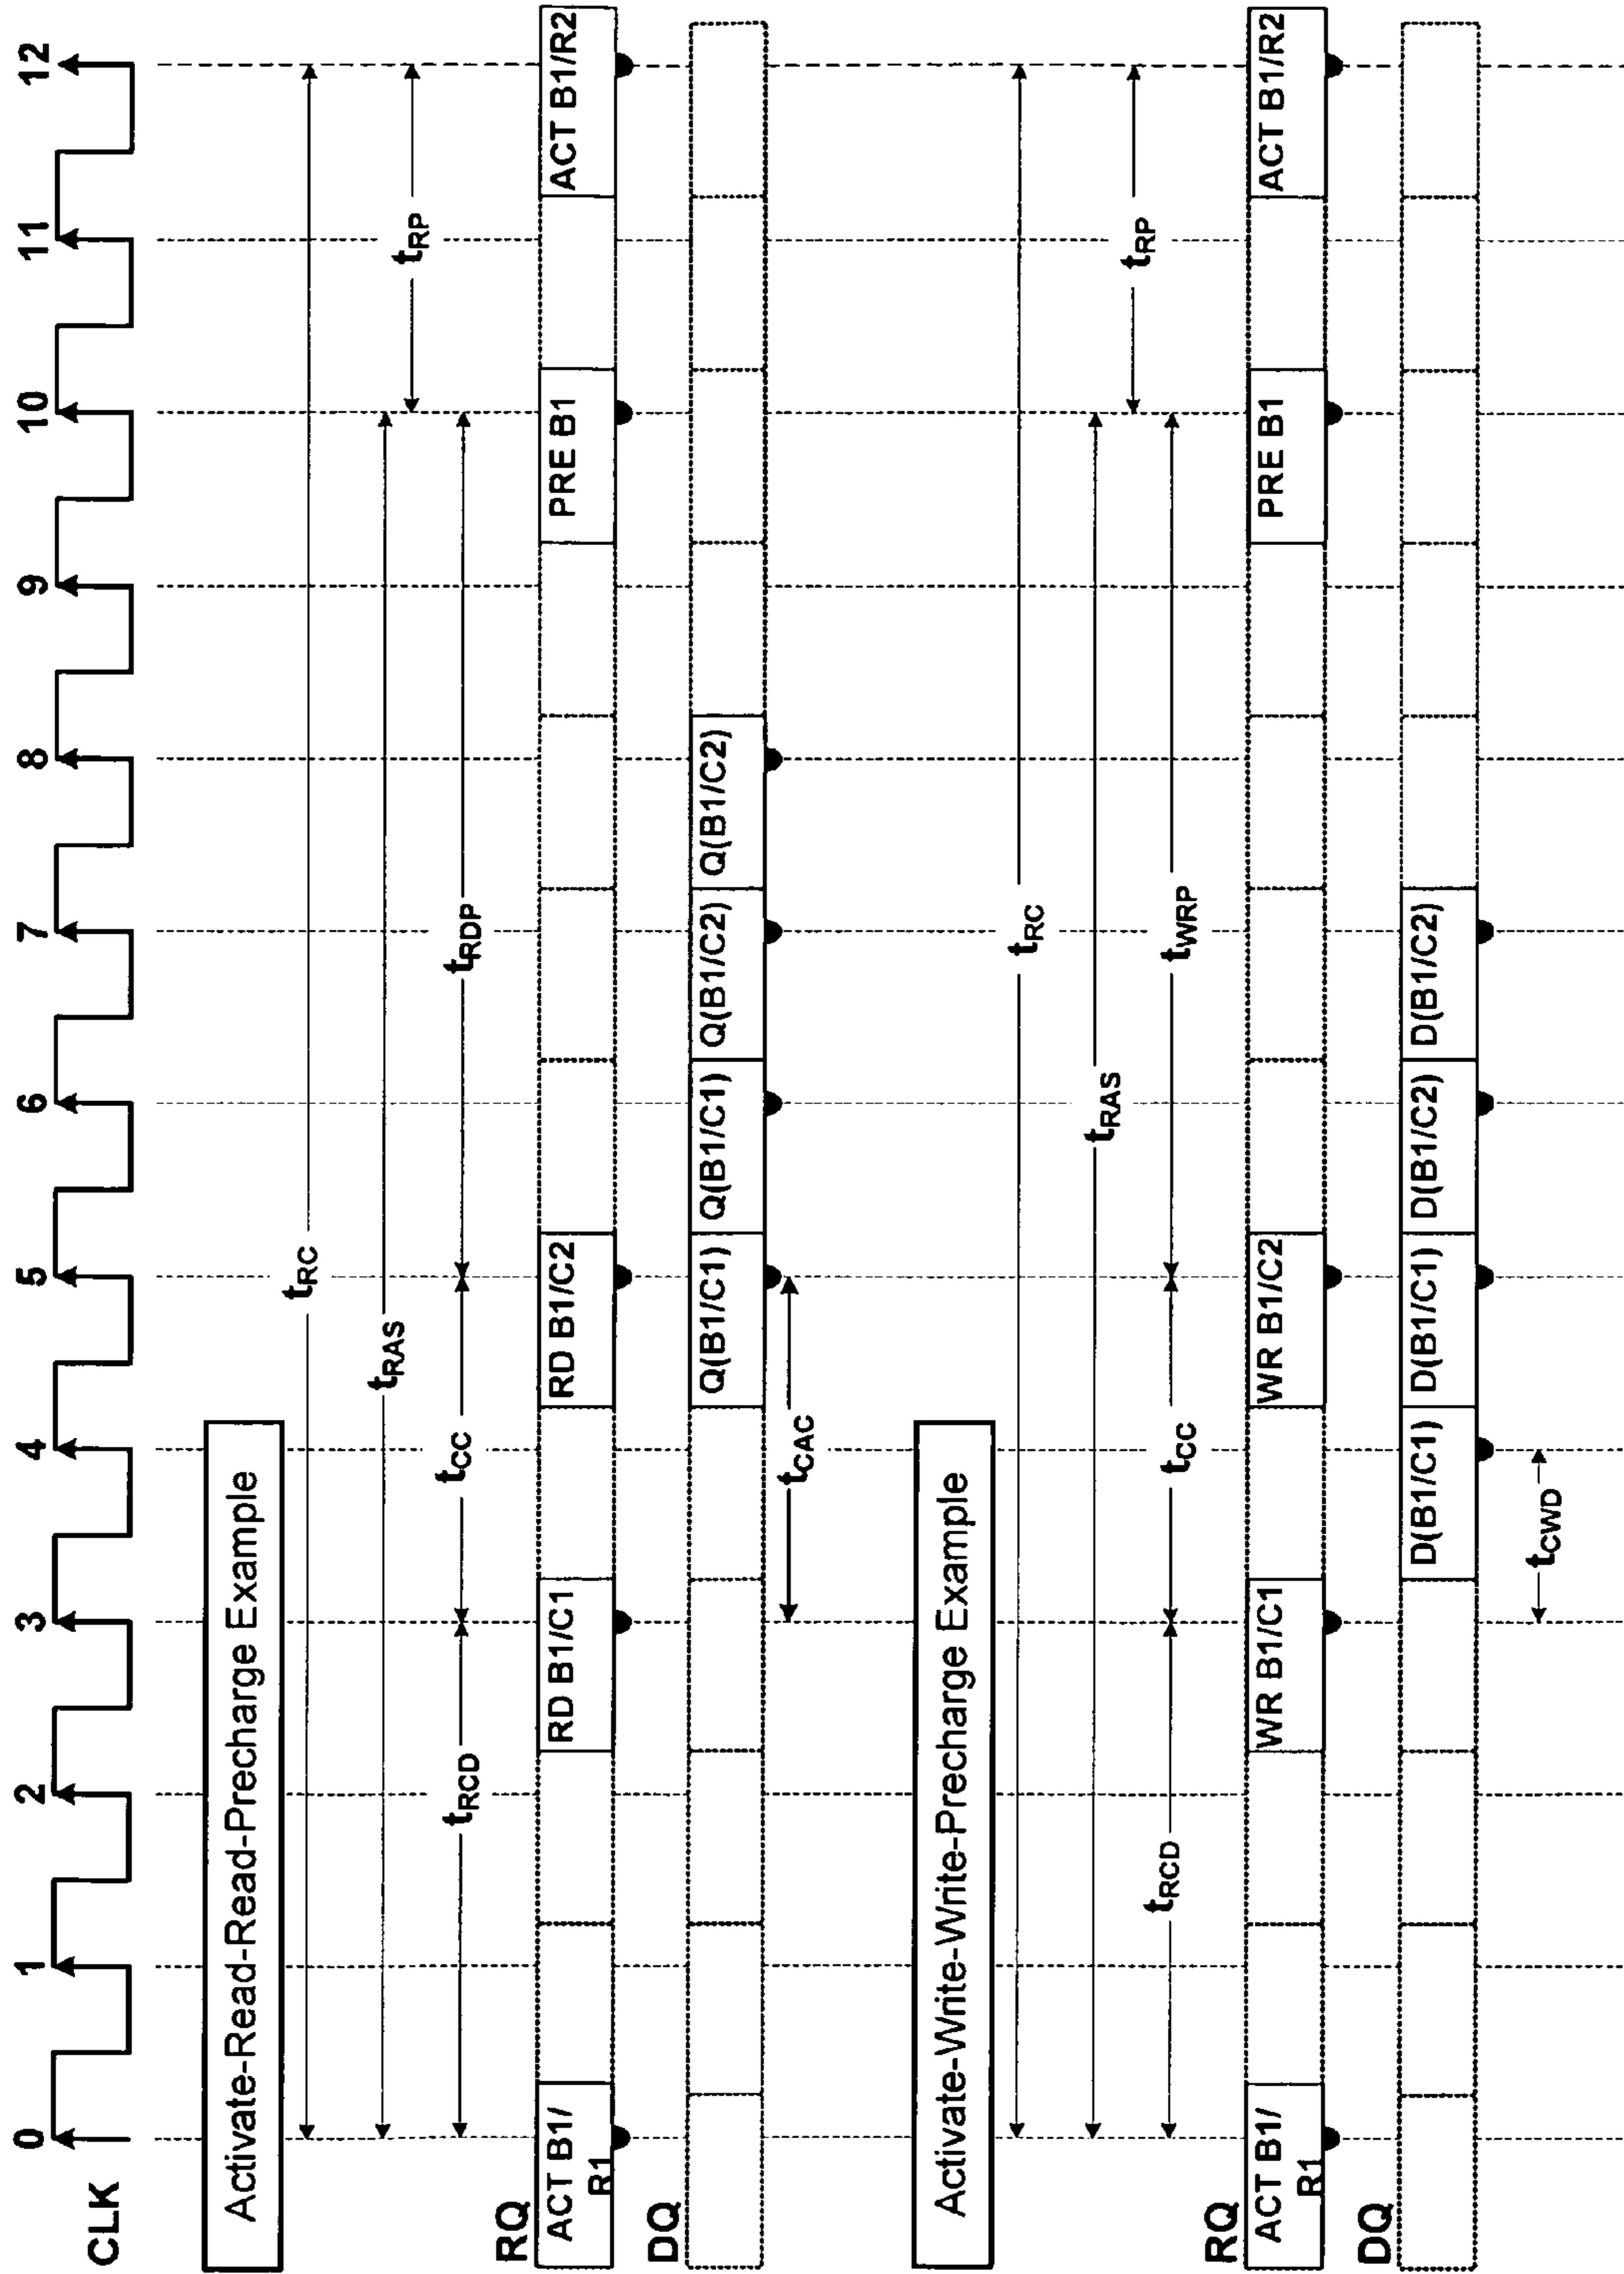 0 1 2 3 4 5 6 7 8 9 10 11 12
CLK
Activate-Read-Read-Precharge Example
tRC
tRAS
tRP
tRCD tCC tRDP
RQ
ACT B1/
R1
RD B1/C1 RD B1/C2 PRE B1 ACT B1/R2
DQ
Q(B1/C1) Q(B1/C1) Q(B1/C2) Q(B1/C2)
tCAC
Activate-Write-Write-Precharge Example
tRC
tRAS
tRP
tRCD tCC tWRP
RQ
ACT B1/
R1
WR B1/C1 WR B1/C2 PRE B1 ACT B1/R2
DQ
D(B1/C1) D(B1/C1) D(B1/C2) D(B1/C2)
tCWD